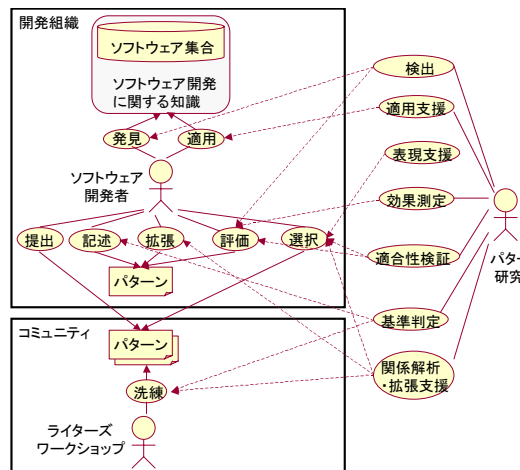 開発組織
ソフトウェア集合
ソフトウェア開発
に関する知識
発見
適用
ソフトウェア
開発者
提出
記述
拡張
評価
選択
パターン
コミュニティ
パターン
洗練
ライターズ
ワークショップ
検出
適用支援
表現支援
効果測定
適合性検証
基準判定
関係解析
・拡張支援
パター
研究